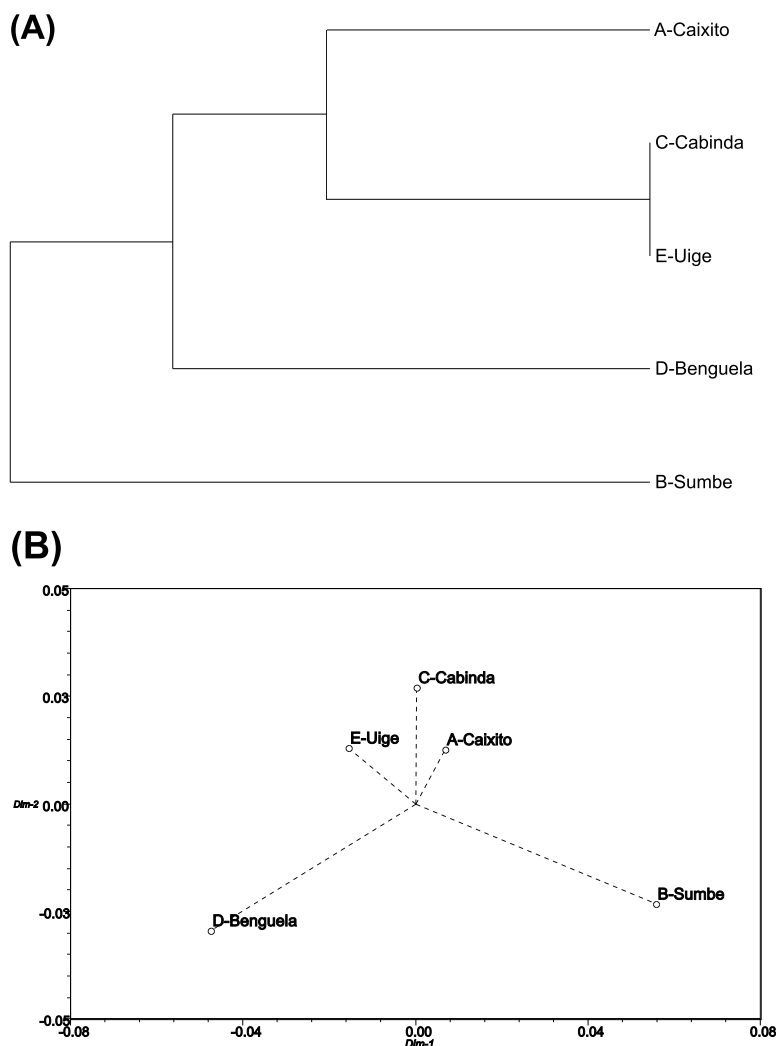 (A)
A-Caixito
C-Cabinda
E-Uige
D-Benguela
B-Sumbe
(B)
0.05
C-Cabinda
0.03
E-Uige
A-Caixito
Dim-2 0.00
B-Sumbe
-0.03
D-Benguela
-0.05
-0.08 -0.04 0.00 0.04 0.08
Dim-1